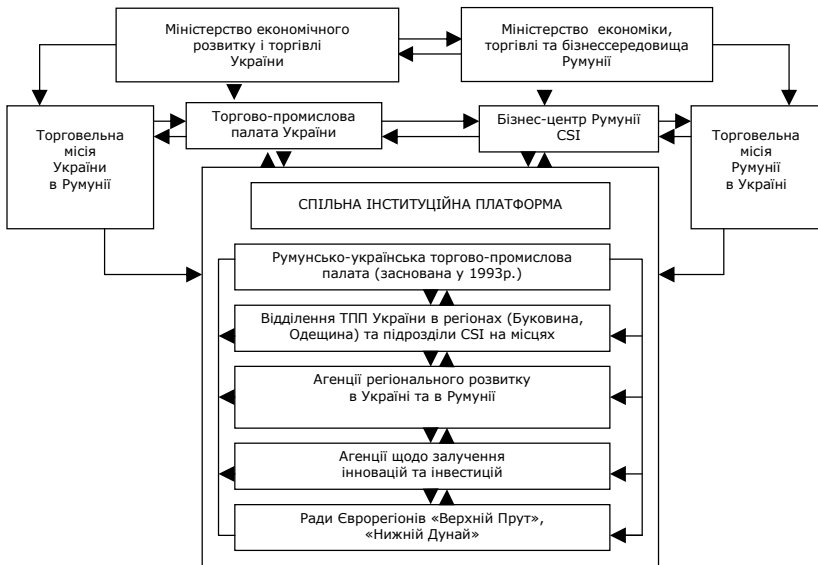 Міністерство економічного
розвитку і торгівлі
України
Міністерство економіки,
торгівлі та бізнессередовища
Румунії
Торговельна
місія
України
в Румунії
Торгово-промислова
палата України
Бізнес-центр Румунії
CSI
Торговельна
місія
Румунії
в Україні
СПІЛЬНА ІНСТИТУЦІЙНА ПЛАТФОРМА
Румунсько-українська торгово-промислова
палата (заснована у 1993р.)
Відділення ТПП України в регіонах (Буковина,
Одещина) та підрозділи CSI на місцях
Агенції регіонального розвитку
в Україні та в Румунії
Агенції щодо залучення
інновацій та інвестицій
Ради Єврорегіонів «Верхній Прут»,
«Нижній Дунай»